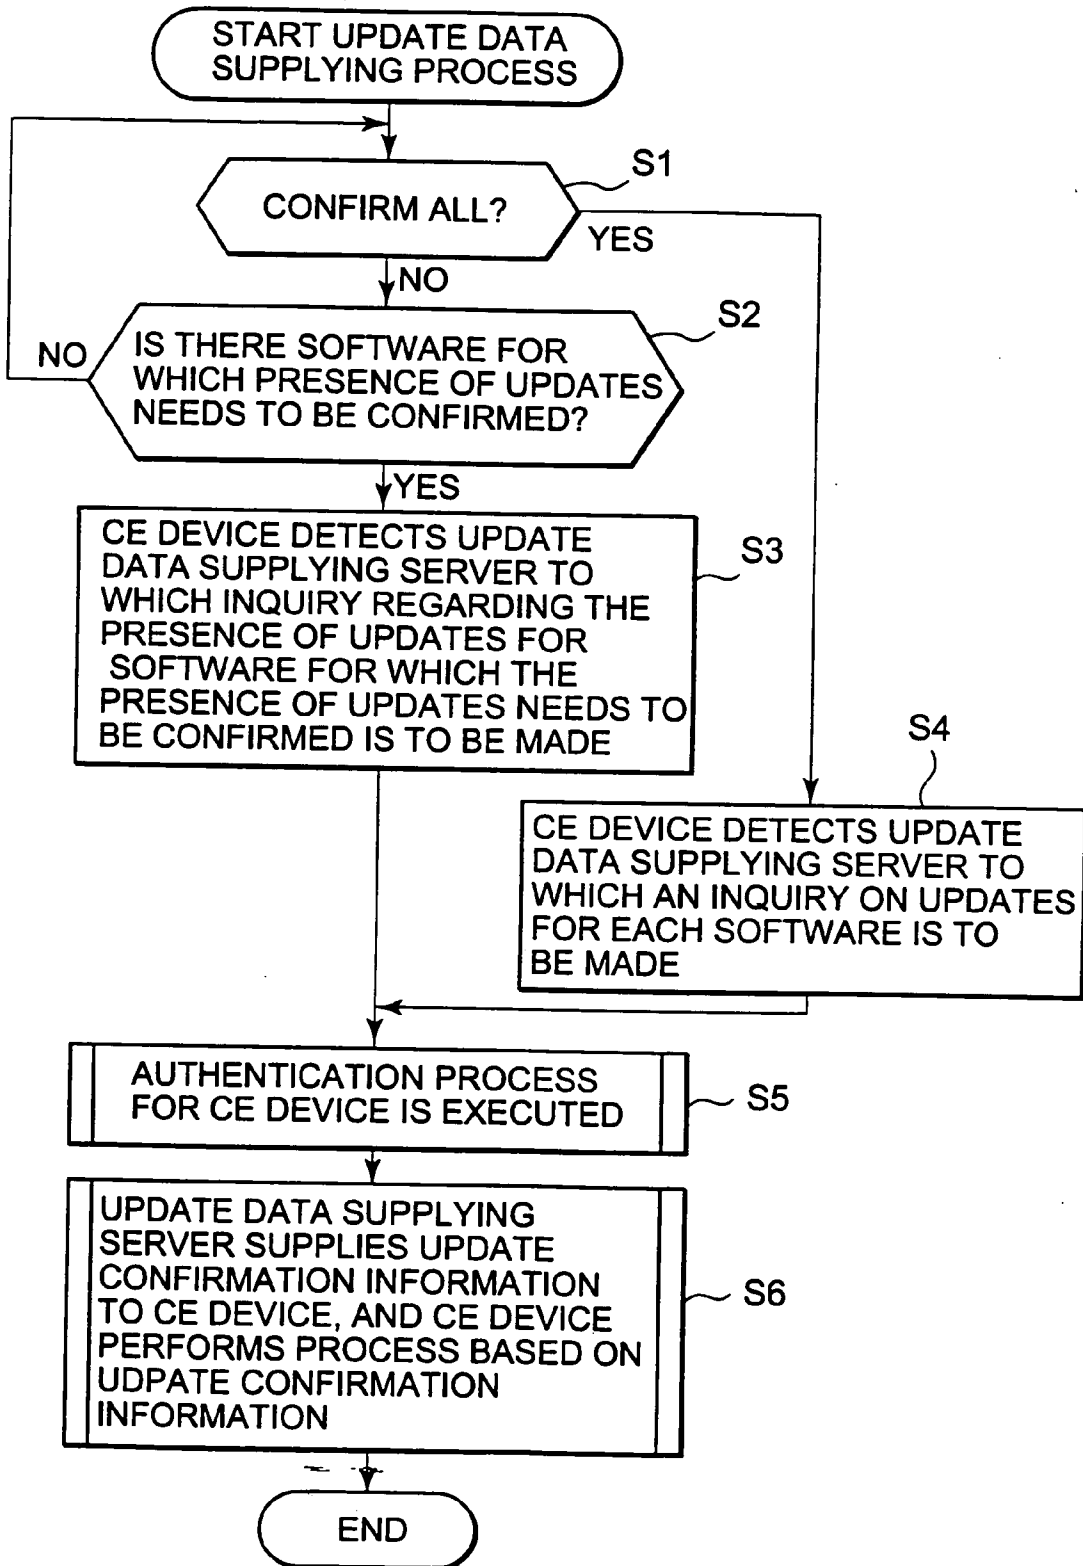 START UPDATE DATA
SUPPLYING PROCESS
S1
CONFIRM ALL?
YES
NO
S2
NO
IS THERE SOFTWARE FOR
WHICH PRESENCE OF UPDATES
NEEDS TO BE CONFIRMED?
YES
CE DEVICE DETECTS UPDATE
DATA SUPPLYING SERVER TO
WHICH INQUIRY REGARDING THE
PRESENCE OF UPDATES FOR
SOFTWARE FOR WHICH THE
PRESENCE OF UPDATES NEEDS TO
BE CONFIRMED IS TO BE MADE
S3
S4
CE DEVICE DETECTS UPDATE
DATA SUPPLYING SERVER TO
WHICH AN INQUIRY ON UPDATES
FOR EACH SOFTWARE IS TO
BE MADE
AUTHENTICATION PROCESS
FOR CE DEVICE IS EXECUTED
S5
UPDATE DATA SUPPLYING
SERVER SUPPLIES UPDATE
CONFIRMATION INFORMATION
TO CE DEVICE, AND CE DEVICE
PERFORMS PROCESS BASED ON
UDPATE CONFIRMATION
INFORMATION
S6
END